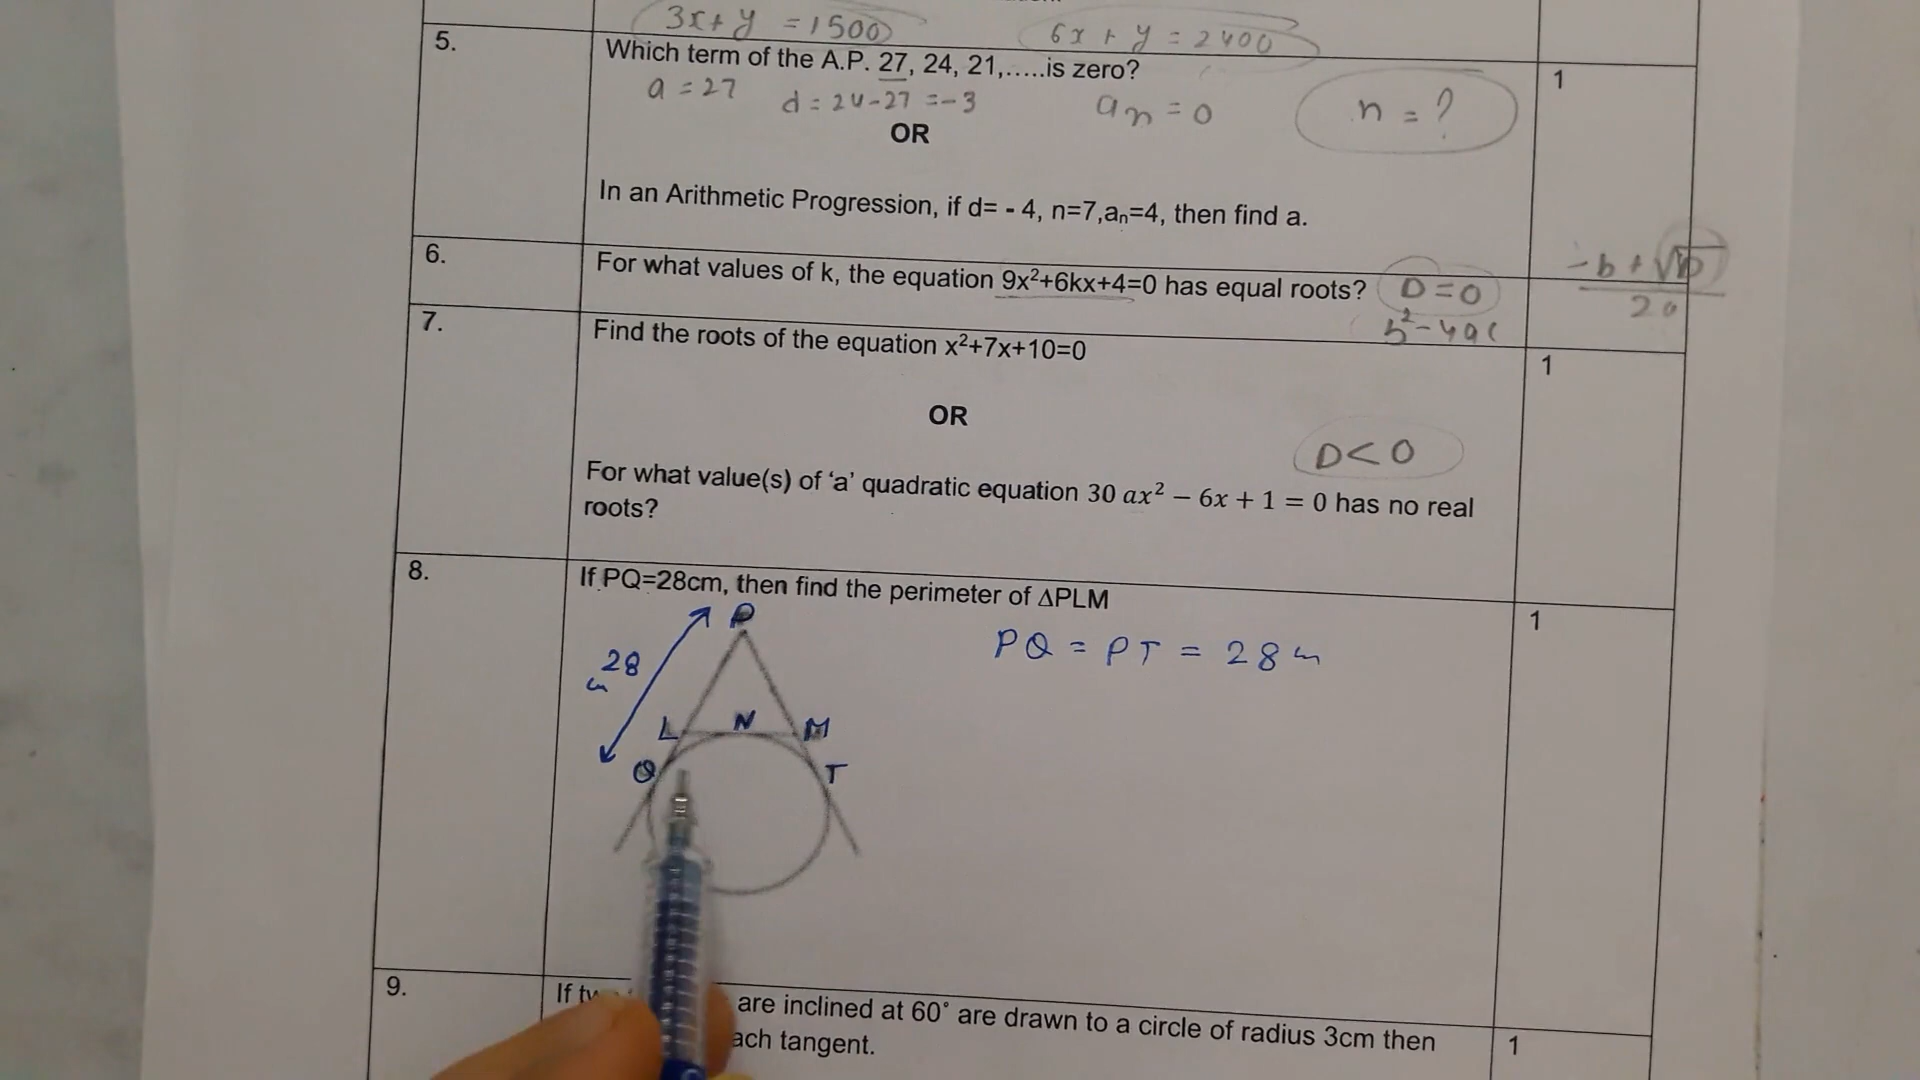 3x + y = 1500 6x + y = 2400
5. Which term of the A.P. 27, 24, 21,.....is zero? 1
a = 27 d = 24-27 = -3 an = 0 n = ?
OR
In an Arithmetic Progression, if d= - 4, n=7,an=4, then find a.
6. For what values of k, the equation 9x²+6kx+4=0 has equal roots? D = 0
-b + √D
2a
b² - 4ac
7. Find the roots of the equation x²+7x+10=0 1
OR
D < 0
For what value(s) of ‘a’ quadratic equation 30 ax² − 6x + 1 = 0 has no real
roots?
8. If PQ=28cm, then find the perimeter of ∆PLM 1
P
PQ = PT = 28 cm
28
cm
L N M
Q T
9. If are inclined at 60˚ are drawn to a circle of radius 3cm then 1
ach tangent.